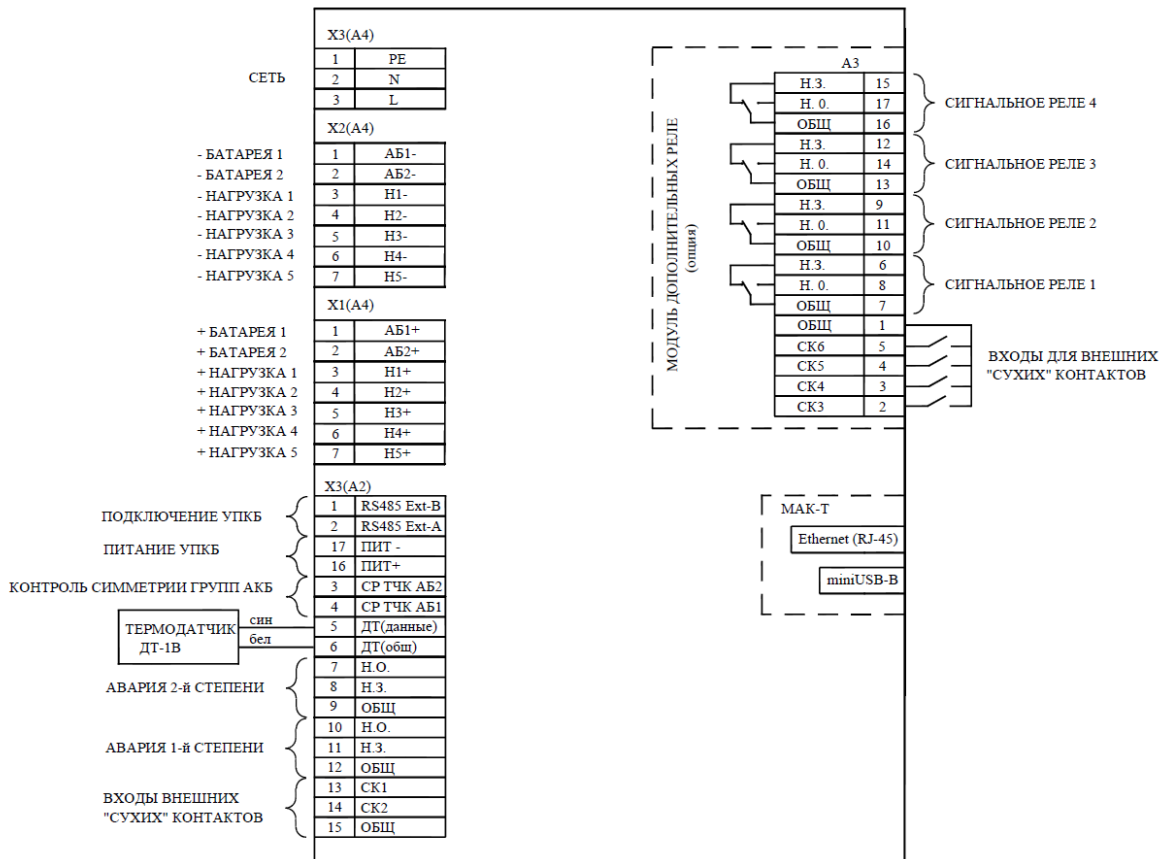 X3(A4)
СЕТЬ
1 PE
2 N
3 L
X2(A4)
- БАТАРЕЯ 1 1 АБ1-
- БАТАРЕЯ 2 2 АБ2-
- НАГРУЗКА 1 3 Н1-
- НАГРУЗКА 2 4 Н2-
- НАГРУЗКА 3 5 Н3-
- НАГРУЗКА 4 6 Н4-
- НАГРУЗКА 5 7 Н5-
X1(A4)
+ БАТАРЕЯ 1 1 АБ1+
+ БАТАРЕЯ 2 2 АБ2+
+ НАГРУЗКА 1 3 Н1+
+ НАГРУЗКА 2 4 Н2+
+ НАГРУЗКА 3 5 Н3+
+ НАГРУЗКА 4 6 Н4+
+ НАГРУЗКА 5 7 Н5+
X3(A2)
ПОДКЛЮЧЕНИЕ УПКБ
1 RS485 Ext-B
2 RS485 Ext-A
ПИТАНИЕ УПКБ
17 ПИТ -
16 ПИТ+
КОНТРОЛЬ СИММЕТРИИ ГРУПП АКБ
3 СР ТЧК АБ2
4 СР ТЧК АБ1
ТЕРМОДАТЧИК
ДТ-1В
син 5 ДТ(данные)
бел 6 ДТ(общ)
АВАРИЯ 2-й СТЕПЕНИ
7 Н.О.
8 Н.З.
9 ОБЩ
АВАРИЯ 1-й СТЕПЕНИ
10 Н.О.
11 Н.З.
12 ОБЩ
ВХОДЫ ВНЕШНИХ
"СУХИХ" КОНТАКТОВ
13 СК1
14 СК2
15 ОБЩ
МОДУЛЬ ДОПОЛНИТЕЛЬНЫХ РЕЛЕ
(опция)
A3
Н.З. 15
Н. 0. 17
ОБЩ 16
СИГНАЛЬНОЕ РЕЛЕ 4
Н.З. 12
Н. 0. 14
ОБЩ 13
СИГНАЛЬНОЕ РЕЛЕ 3
Н.З. 9
Н. 0. 11
ОБЩ 10
СИГНАЛЬНОЕ РЕЛЕ 2
Н.З. 6
Н. 0. 8
ОБЩ 7
СИГНАЛЬНОЕ РЕЛЕ 1
ОБЩ 1
СК6 5
СК5 4
СК4 3
СК3 2
ВХОДЫ ДЛЯ ВНЕШНИХ
"СУХИХ" КОНТАКТОВ
МАК-Т
Ethernet (RJ-45)
miniUSB-B